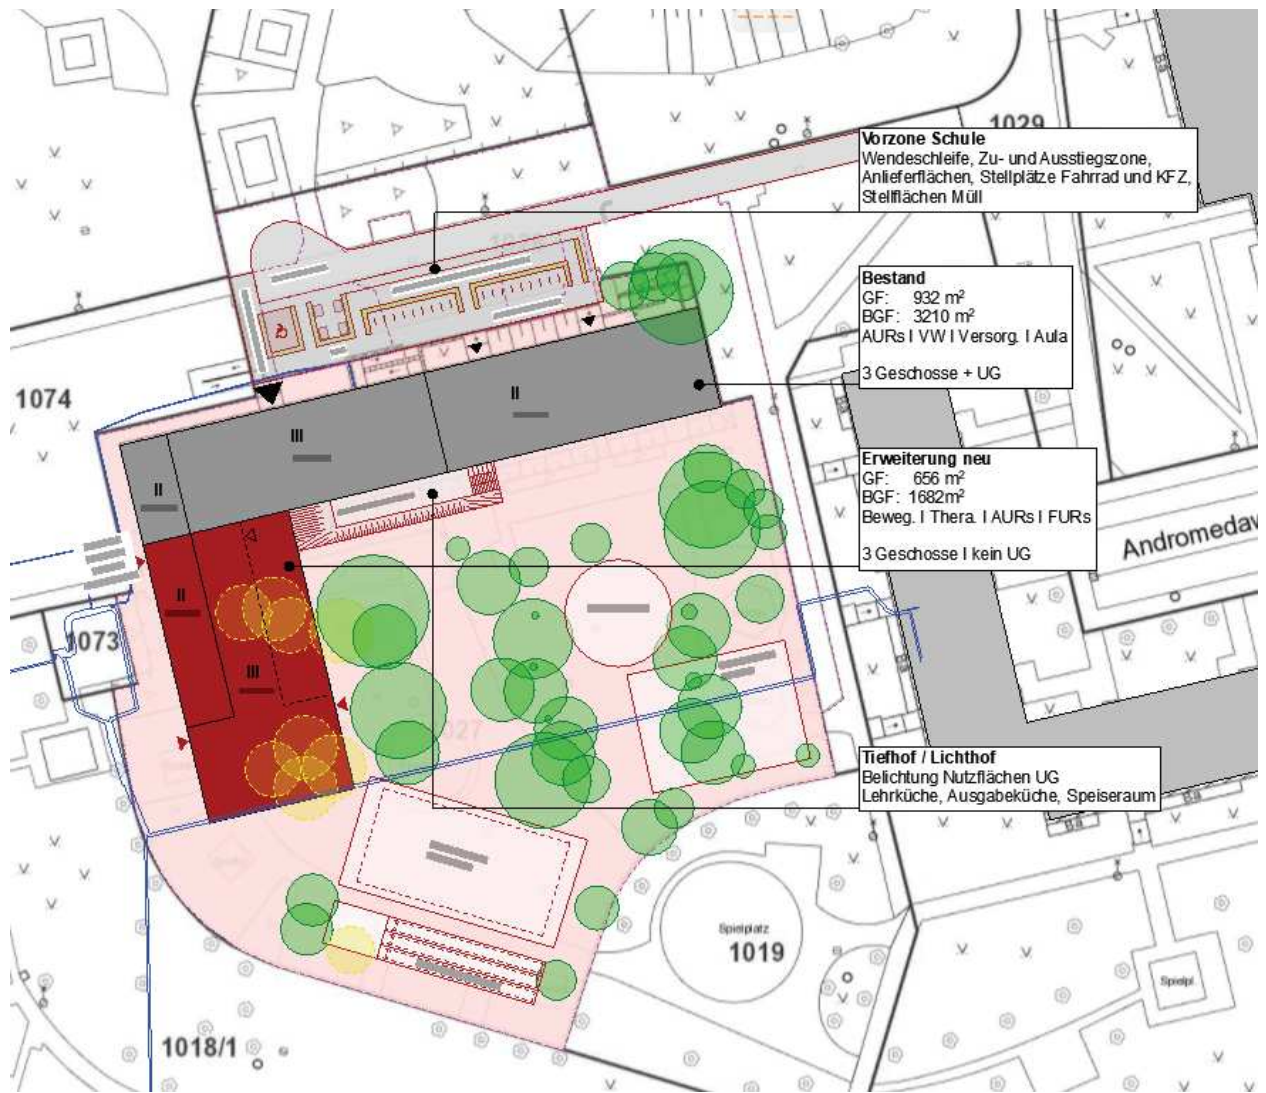 1029
Vorzone Schule
Wendeschleife, Zu- und Ausstiegszone,
Anlieferflächen, Stellplätze Fahrrad und KFZ,
Stellflächen Müll
Bestand
GF: 932 m²
BGF: 3210 m²
AURs I VW I Versorg. I Aula
3 Geschosse + UG
1074
II
III
II
Erweiterung neu
GF: 656 m²
BGF: 1682m²
Beweg. I Thera. I AURs I FURs
3 Geschosse I kein UG
II
1073
III
Tiefhof / Lichthof
Belichtung Nutzflächen UG
Lehrküche, Ausgabeküche, Speiseraum
Spielplatz
1019
Spielpl.
1018/1